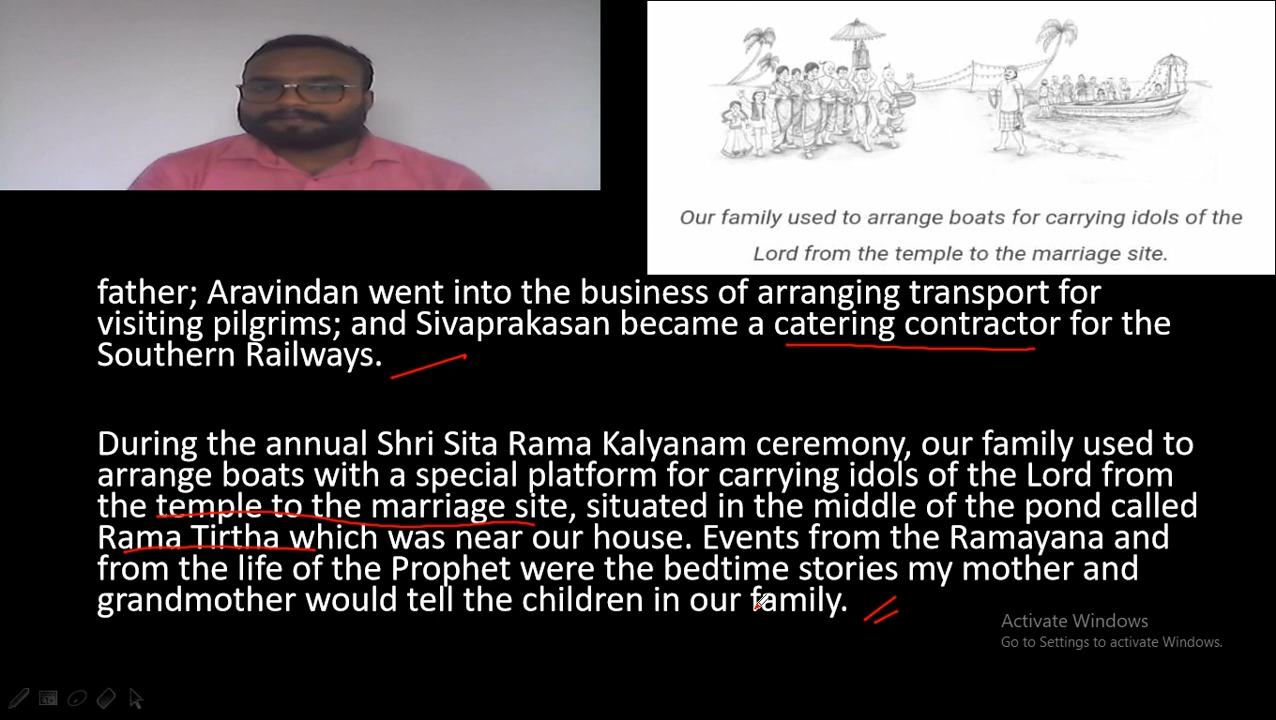 Our family used to arrange boats for carrying idols of the
Lord from the temple to the marriage site.
father; Aravindan went into the business of arranging transport for
visiting pilgrims; and Sivaprakasan became a catering contractor for the
Southern Railways.
During the annual Shri Sita Rama Kalyanam ceremony, our family used to
arrange boats with a special platform for carrying idols of the Lord from
the temple to the marriage site, situated in the middle of the pond called
Rama Tirtha which was near our house. Events from the Ramayana and
from the life of the Prophet were the bedtime stories my mother and
grandmother would tell the children in our family.
Activate Windows
Go to Settings to activate Windows.